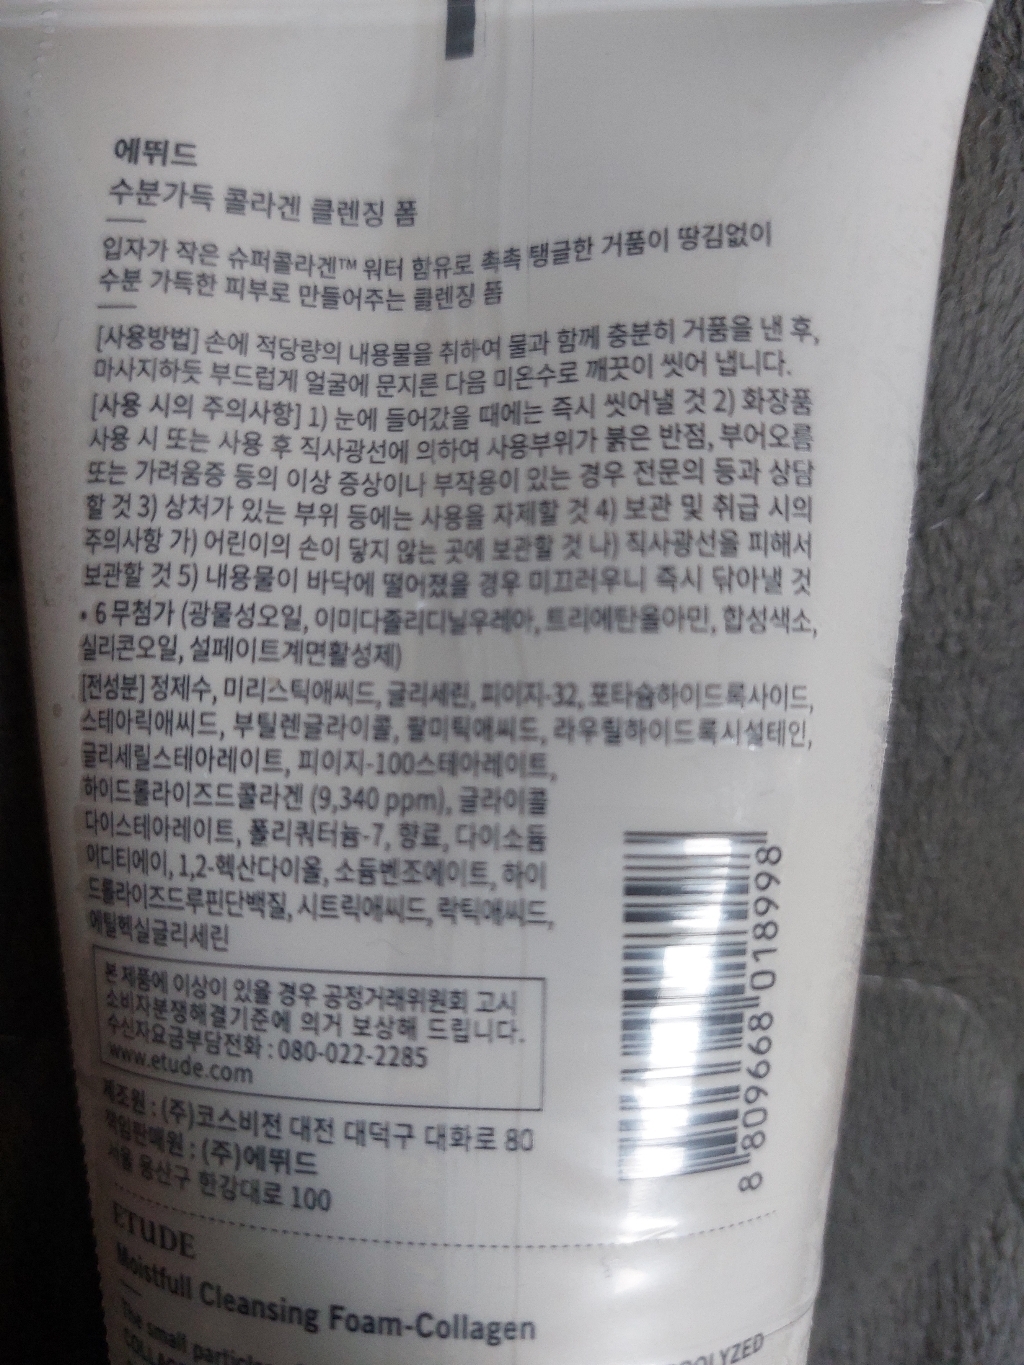 에뛰드
수분가득 콜라겐 클렌징 폼
입자가 작은 슈퍼콜라겐™ 워터 함유로 촉촉 탱글한 거품이 땅김없이
수분 가득한 피부로 만들어주는 클렌징 폼
[사용방법] 손에 적당량의 내용물을 취하여 물과 함께 충분히 거품을 낸 후,
마사지하듯 부드럽게 얼굴에 문지른 다음 미온수로 깨끗이 씻어 냅니다.
[사용 시의 주의사항] 1) 눈에 들어갔을 때에는 즉시 씻어낼 것 2) 화장품
사용 시 또는 사용 후 직사광선에 의하여 사용부위가 붉은 반점, 부어오름
또는 가려움증 등의 이상 증상이나 부작용이 있는 경우 전문의 등과 상담
할 것 3) 상처가 있는 부위 등에는 사용을 자제할 것 4) 보관 및 취급 시의
주의사항 가) 어린이의 손이 닿지 않는 곳에 보관할 것 나) 직사광선을 피해서
보관할 것 5) 내용물이 바닥에 떨어졌을 경우 미끄러우니 즉시 닦아낼 것
• 6 무첨가 (광물성오일, 이미다졸리디닐우레아, 트리에탄올아민, 합성색소,
실리콘오일, 설페이트계면활성제)
[전성분] 정제수, 미리스틱애씨드, 글리세린, 피이지-32, 포타슘하이드록사이드,
스테아릭애씨드, 부틸렌글라이콜, 팔미틱애씨드, 라우릴하이드록시설테인,
글리세릴스테아레이트, 피이지-100스테아레이트,
하이드롤라이즈드콜라겐 (9,340 ppm), 글라이콜
다이스테아레이트, 폴리쿼터늄-7, 향료, 다이소듐
이디티에이, 1,2-헥산다이올, 소듐벤조에이트, 하이
드롤라이즈드루핀단백질, 시트릭애씨드, 락틱애씨드,
에틸헥실글리세린
본 제품에 이상이 있을 경우 공정거래위원회 고시
소비자분쟁해결기준에 의거 보상해 드립니다.
수신자요금부담전화 : 080-022-2285
www.etude.com
제조원 : (주)코스비전 대전 대덕구 대화로 80
책임판매원 : (주)에뛰드
서울 용산구 한강대로 100
8 809668 018998
ETUDE
Moistfull Cleansing Foam-Collagen
The small